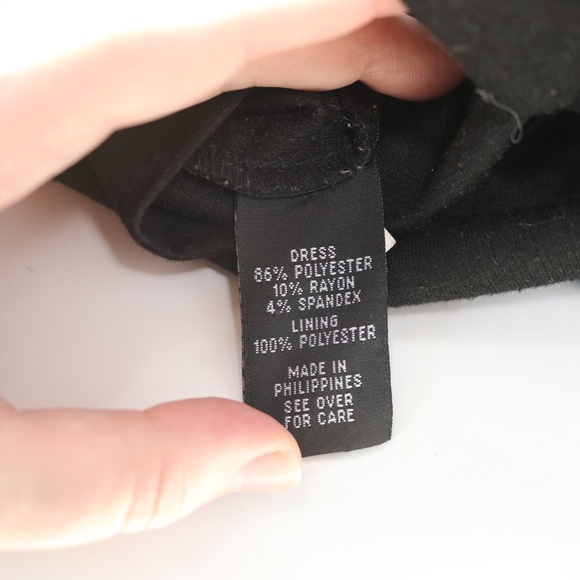 DRESS
86% POLYESTER
10% RAYON
4% SPANDEX
LINING
100% POLYESTER
MADE IN
PHILIPPINES
SEE OVER
FOR CARE